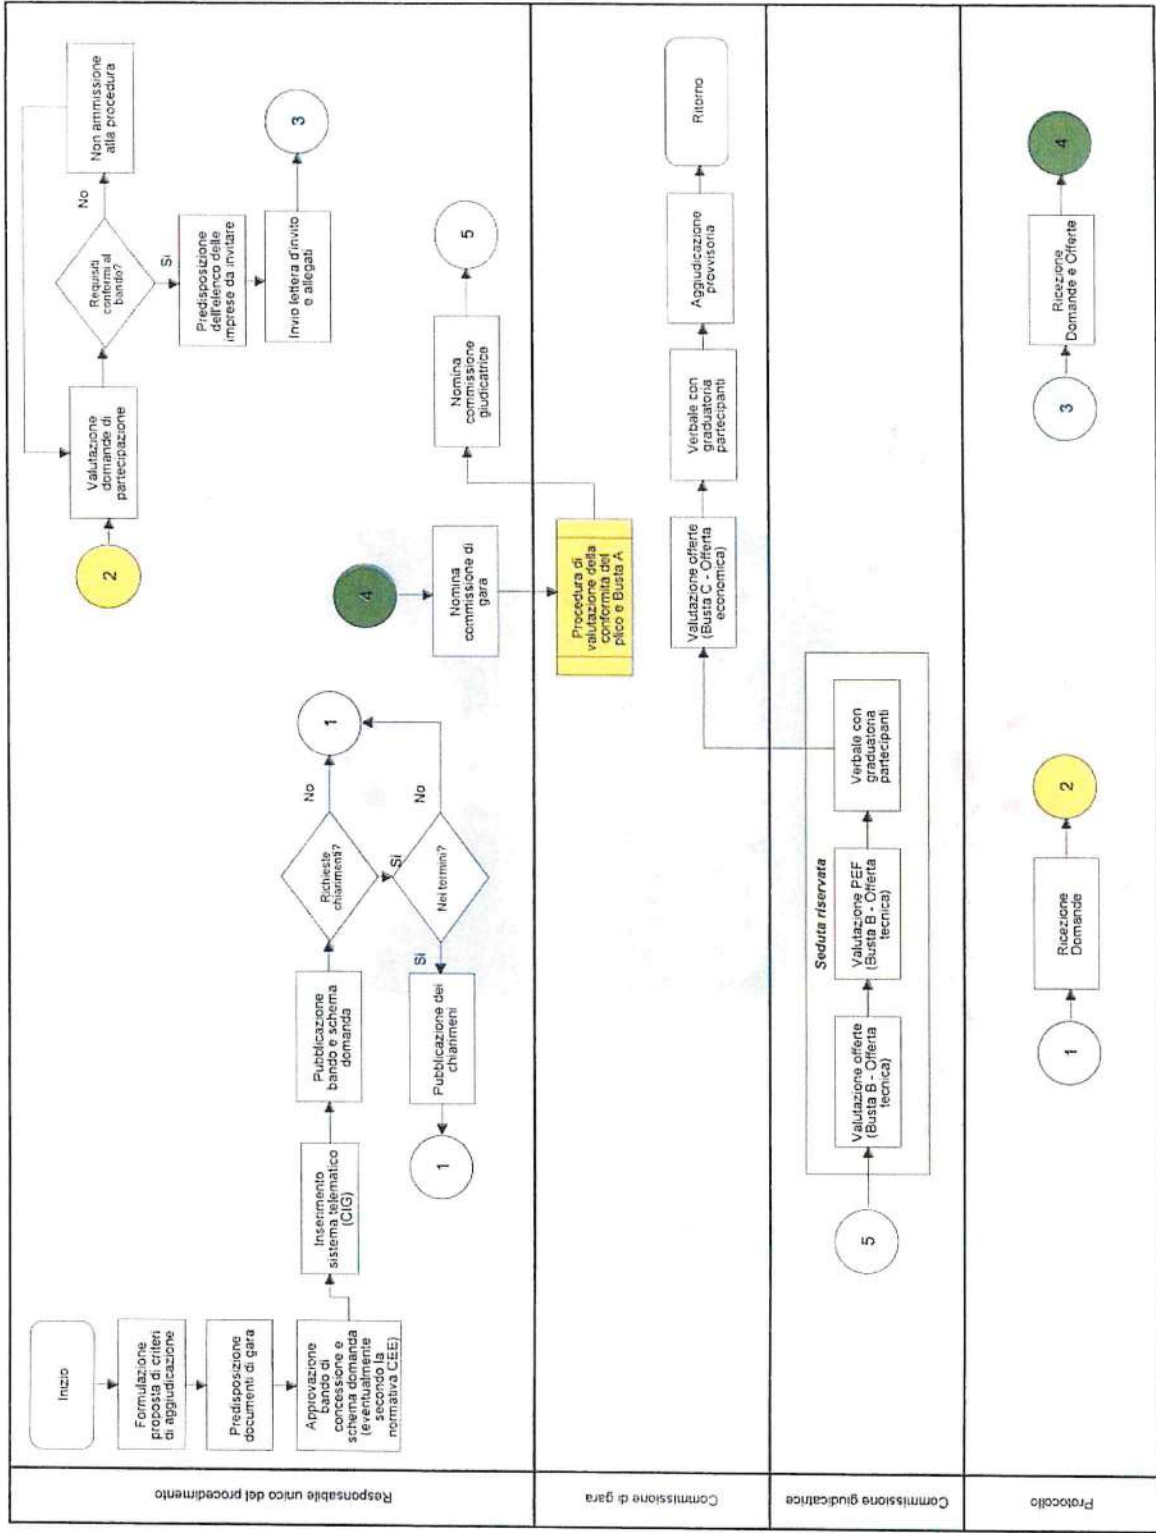 Responsabile unico del procedimento
Inizio
Formulazione
proposta di criteri
di aggiudicazione
Predisposizione
documenti di gara
Approvazione
bando di
concessione e
schema domanda
(eventualmente
secondo la
normativa CEE)
Inserimento
sistema telematico
(CIG)
Pubblicazione
bando e schema
domanda
Richieste
chiarimenti?
No
1
Si
Nei termini?
No
Si
Pubblicazione dei
chiarimeni
1
2
Valutazione
domande di
partecipazione
Requisiti
conformi al
bando?
No
Non ammissione
alla procedura
Si
Predisposizione
dell'elenco delle
imprese da invitare
Invio lettera d'invito
e allegati
3
4
Nomina
commissione di
gara
Nomina
commissione
giudicatrice
5
Commissione di gara
Procedura di
valutazione della
conformità del
plico e Busta A
Valutazione offerte
(Busta C - Offerta
economica)
Verbale con
graduatoria
partecipanti
Aggiudicazione
provvisoria
Ritorno
Commissione giudicatrice
5
Seduta riservata
Valutazione offerte
(Busta B - Offerta
tecnica)
Valutazione PEF
(Busta B - Offerta
tecnica)
Verbale con
graduatoria
partecipanti
Protocollo
1
Ricezione
Domande
2
3
Ricezione
Domande e Offerte
4